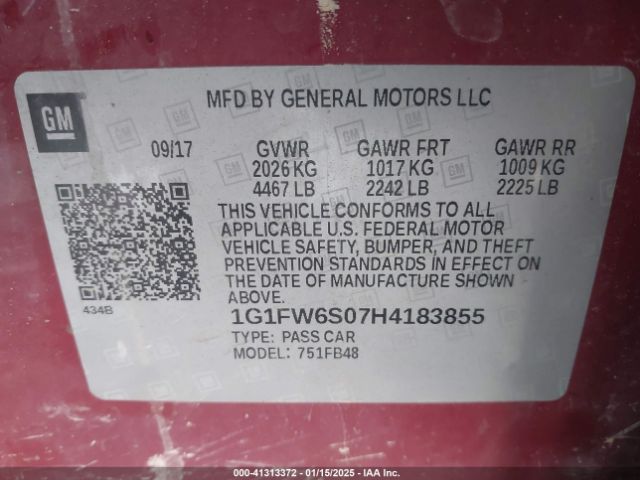 GM
MFD BY GENERAL MOTORS LLC
09/17 GVWR GAWR FRT GAWR RR
2026 KG 1017 KG 1009 KG
4467 LB 2242 LB 2225 LB
THIS VEHICLE CONFORMS TO ALL
APPLICABLE U.S. FEDERAL MOTOR
VEHICLE SAFETY, BUMPER, AND THEFT
PREVENTION STANDARDS IN EFFECT ON
THE DATE OF MANUFACTURE SHOWN
ABOVE.
434B
1G1FW6S07H4183855
TYPE: PASS CAR
MODEL: 751FB48
000-41313372 - 01/15/2025 - IAA Inc.